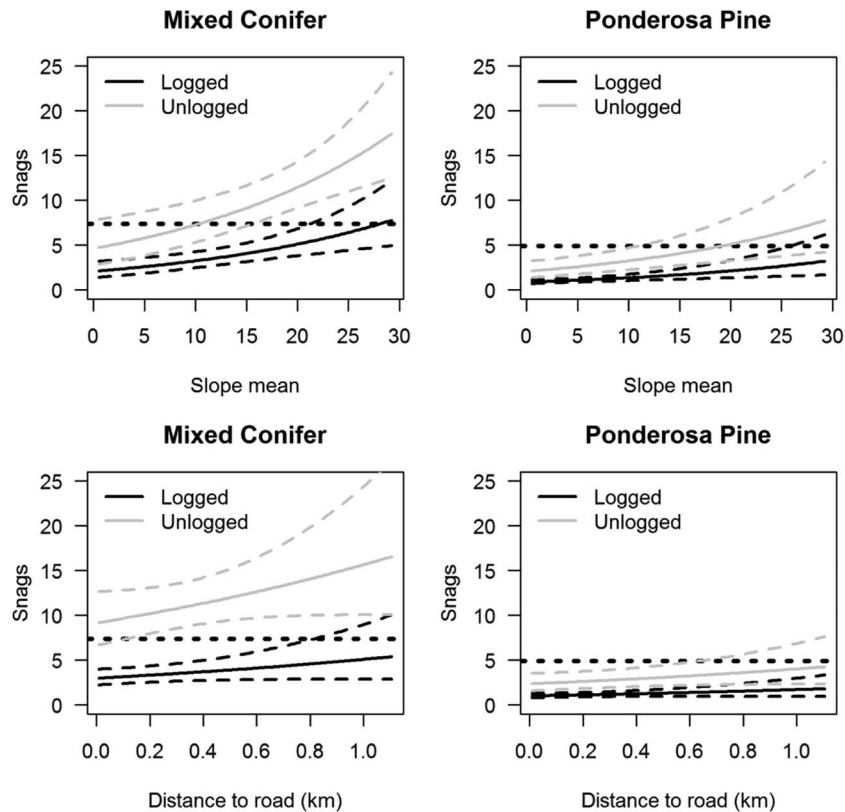 Mixed Conifer
Logged
Unlogged
Snags
25
20
15
10
5
0
0 5 10 15 20 25 30
Slope mean
Ponderosa Pine
Logged
Unlogged
Snags
25
20
15
10
5
0
0 5 10 15 20 25 30
Slope mean
Mixed Conifer
Logged
Unlogged
Snags
25
20
15
10
5
0
0.0 0.2 0.4 0.6 0.8 1.0
Distance to road (km)
Ponderosa Pine
Logged
Unlogged
Snags
25
20
15
10
5
0
0.0 0.2 0.4 0.6 0.8 1.0
Distance to road (km)